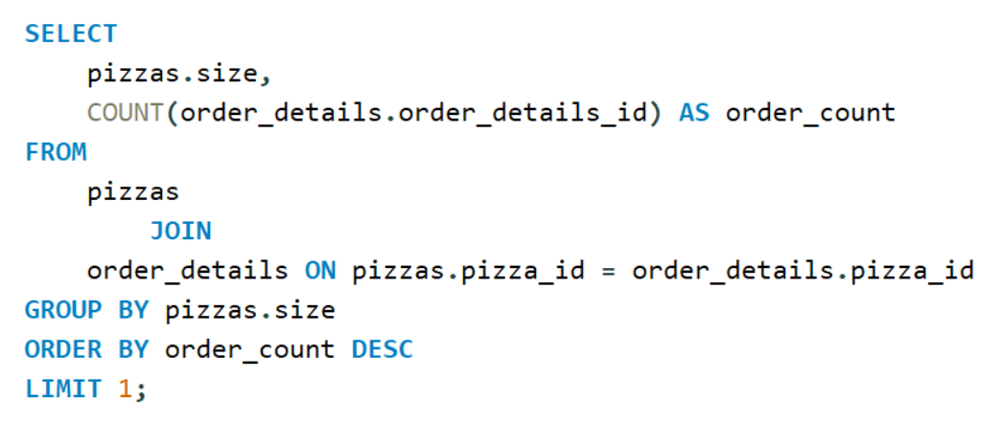 SELECT
    pizzas.size,
    COUNT(order_details.order_details_id) AS order_count
FROM
    pizzas
        JOIN
    order_details ON pizzas.pizza_id = order_details.pizza_id
GROUP BY pizzas.size
ORDER BY order_count DESC
LIMIT 1;